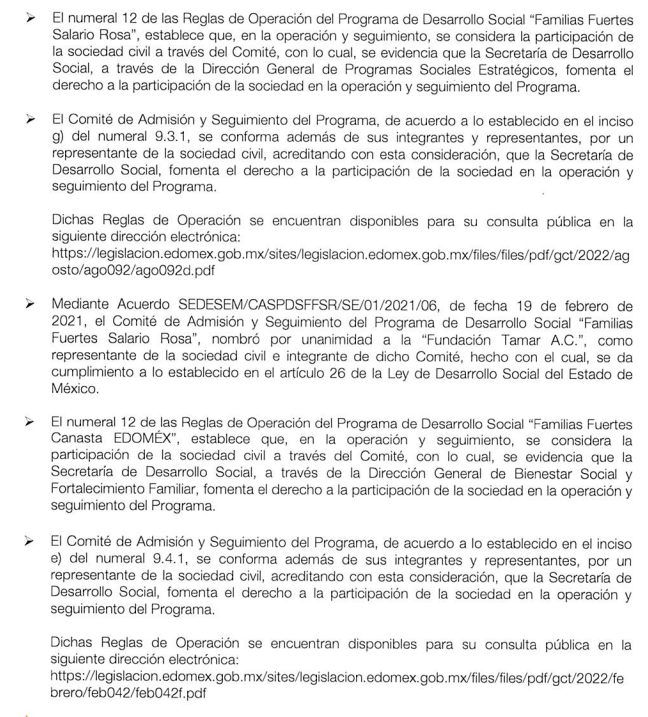 ➤ El numeral 12 de las Reglas de Operación del Programa de Desarrollo Social “Familias Fuertes
Salario Rosa”, establece que, en la operación y seguimiento, se considera la participación de
la sociedad civil a través del Comité, con lo cual, se evidencia que la Secretaría de Desarrollo
Social, a través de la Dirección General de Programas Sociales Estratégicos, fomenta el
derecho a la participación de la sociedad en la operación y seguimiento del Programa.
➤ El Comité de Admisión y Seguimiento del Programa, de acuerdo a lo establecido en el inciso
g) del numeral 9.3.1, se conforma además de sus integrantes y representantes, por un
representante de la sociedad civil, acreditando con esta consideración, que la Secretaría de
Desarrollo Social, fomenta el derecho a la participación de la sociedad en la operación y
seguimiento del Programa.
Dichas Reglas de Operación se encuentran disponibles para su consulta pública en la
siguiente dirección electrónica:
https://legislacion.edomex.gob.mx/sites/legislacion.edomex.gob.mx/files/files/pdf/gct/2022/ag
osto/ago092/ago092d.pdf
➤ Mediante Acuerdo SEDESEM/CASPDSFFSR/SE/01/2021/06, de fecha 19 de febrero de
2021, el Comité de Admisión y Seguimiento del Programa de Desarrollo Social “Familias
Fuertes Salario Rosa”, nombró por unanimidad a la “Fundación Tamar A.C.”, como
representante de la sociedad civil e integrante de dicho Comité, hecho con el cual, se da
cumplimiento a lo establecido en el artículo 26 de la Ley de Desarrollo Social del Estado de
México.
➤ El numeral 12 de las Reglas de Operación del Programa de Desarrollo Social “Familias Fuertes
Canasta EDOMÉX”, establece que, en la operación y seguimiento, se considera la
participación de la sociedad civil a través del Comité, con lo cual, se evidencia que la
Secretaría de Desarrollo Social, a través de la Dirección General de Bienestar Social y
Fortalecimiento Familiar, fomenta el derecho a la participación de la sociedad en la operación y
seguimiento del Programa.
➤ El Comité de Admisión y Seguimiento del Programa, de acuerdo a lo establecido en el inciso
e) del numeral 9.4.1, se conforma además de sus integrantes y representantes, por un
representante de la sociedad civil, acreditando con esta consideración, que la Secretaría de
Desarrollo Social, fomenta el derecho a la participación de la sociedad en la operación y
seguimiento del Programa.
Dichas Reglas de Operación se encuentran disponibles para su consulta pública en la
siguiente dirección electrónica:
https://legislacion.edomex.gob.mx/sites/legislacion.edomex.gob.mx/files/files/pdf/gct/2022/fe
brero/feb042/feb042f.pdf